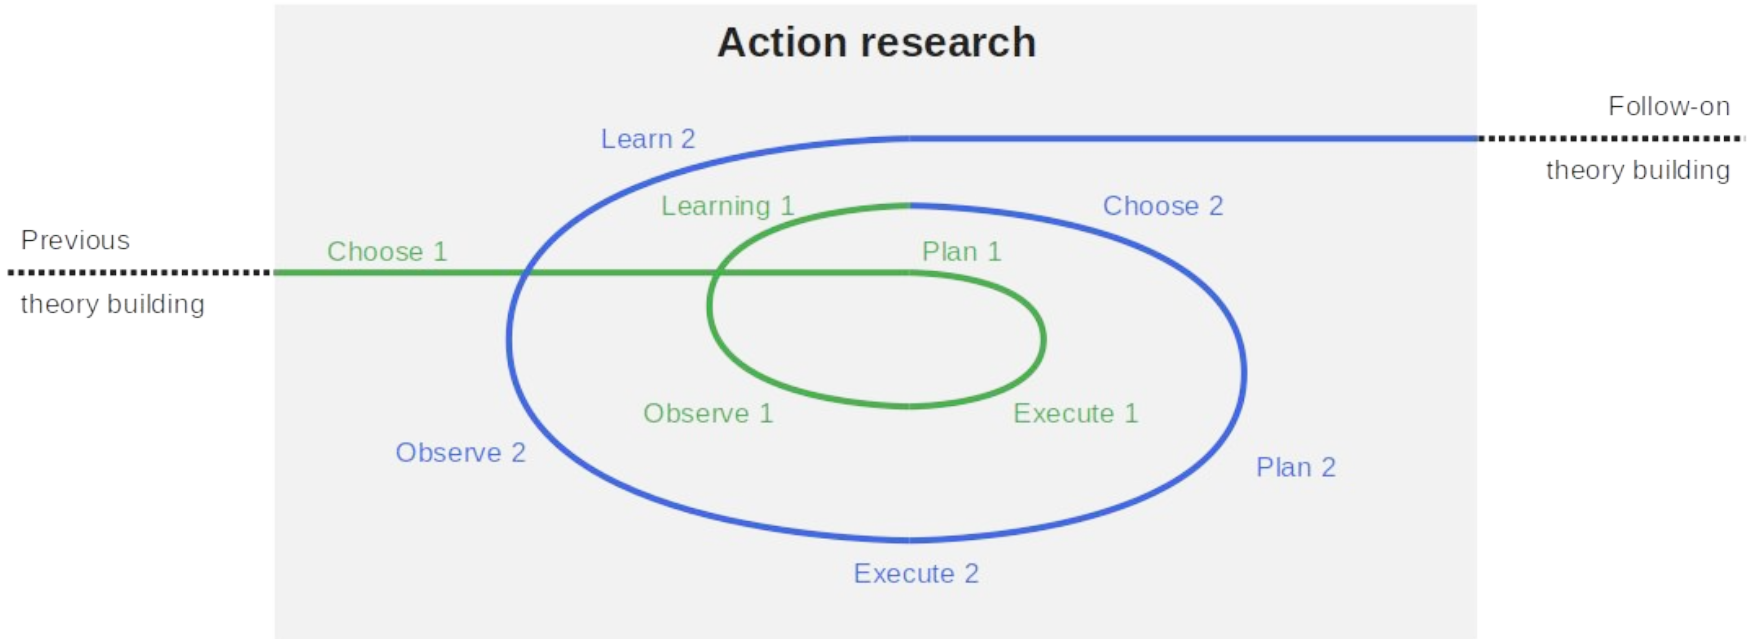 Action research
Follow-on
theory building
Learn 2
Learning 1
Choose 2
Previous
theory building
Choose 1
Plan 1
Observe 1
Execute 1
Observe 2
Plan 2
Execute 2